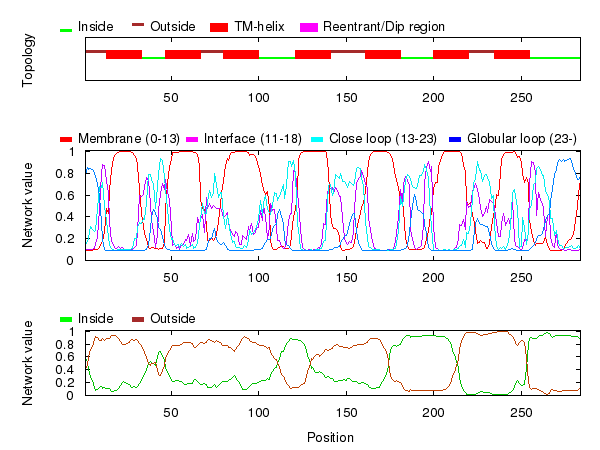 Inside Outside TM-helix Reentrant/Dip region
Topology
50 100 150 200 250
Membrane (0-13) Interface (11-18) Close loop (13-23) Globular loop (23-)
Network value
1
0.8
0.6
0.4
0.2
0
50 100 150 200 250
Inside Outside
Network value
1
0.8
0.6
0.4
0.2
0
50 100 150 200 250
Position